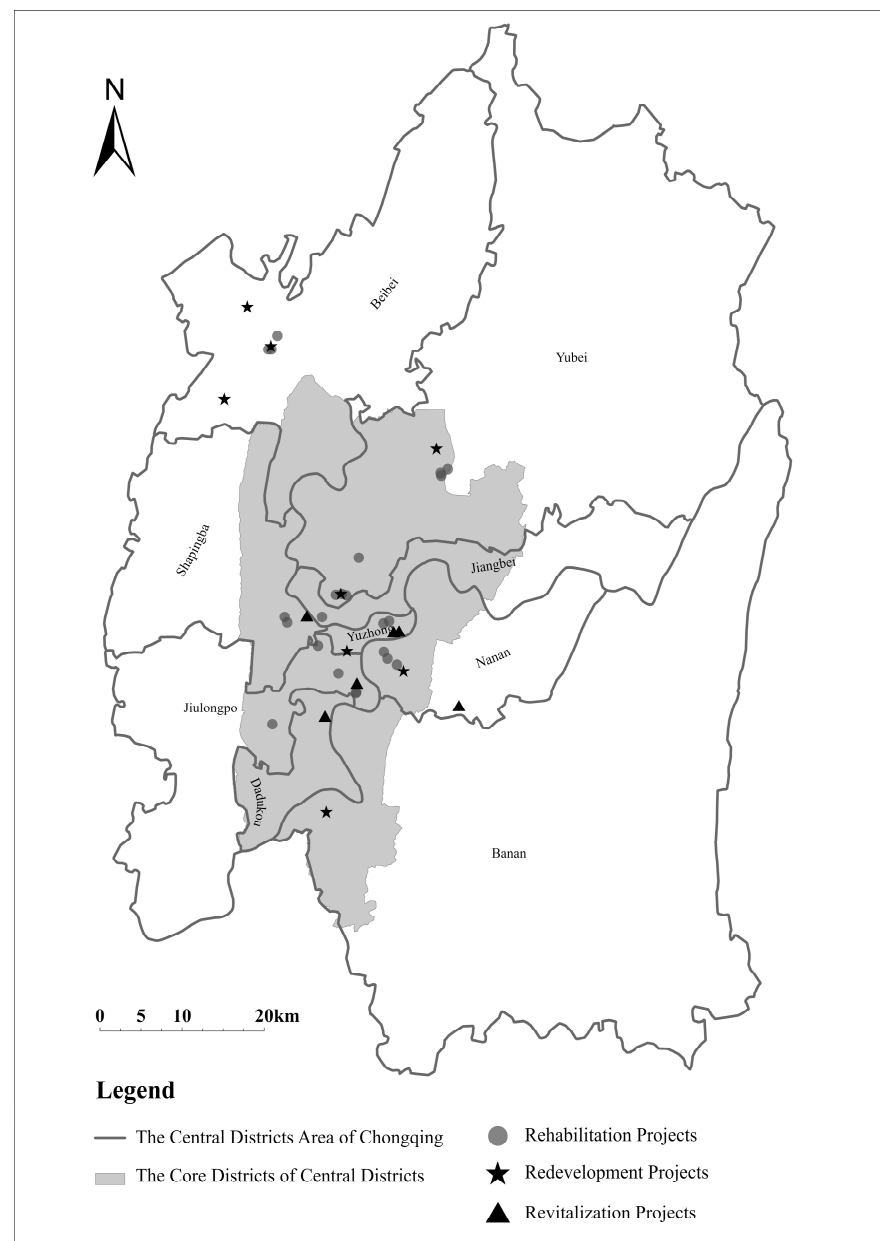 N
Beibei
Yubei
Shapingba
Jiangbei
Yuzhong
Nanan
Jiulongpo
Dadukou
Banan
0 5 10 20km
Legend
The Central Districts Area of Chongqing
The Core Districts of Central Districts
Rehabilitation Projects
Redevelopment Projects
Revitalization Projects